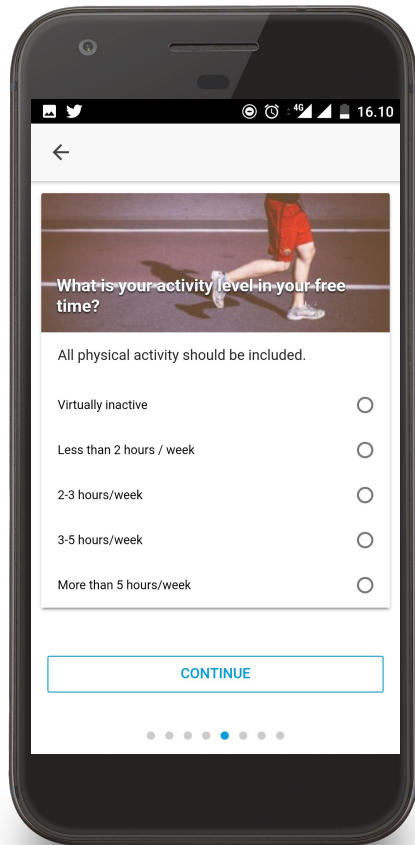 4G 16.10
What is your activity level in your free
time?
All physical activity should be included.
Virtually inactive
Less than 2 hours / week
2-3 hours/week
3-5 hours/week
More than 5 hours/week
CONTINUE